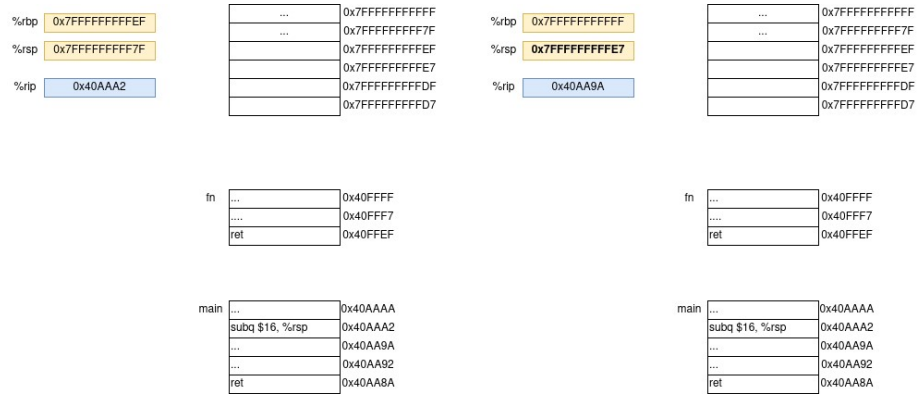 %rbp 0x7FFFFFFFFFEF ... 0x7FFFFFFFFFFF %rbp 0x7FFFFFFFFFFF ... 0x7FFFFFFFFFFF
... 0x7FFFFFFFFF7F ... 0x7FFFFFFFFF7F
%rsp 0x7FFFFFFFFF7F 0x7FFFFFFFFFEF %rsp 0x7FFFFFFFFFE7 0x7FFFFFFFFFEF
0x7FFFFFFFFFE7 0x7FFFFFFFFFE7
%rip 0x40AAA2 0x7FFFFFFFFFDF %rip 0x40AA9A 0x7FFFFFFFFFDF
0x7FFFFFFFFFD7 0x7FFFFFFFFFD7
fn ... 0x40FFFF fn ... 0x40FFFF
.... 0x40FFF7 .... 0x40FFF7
ret 0x40FFEF ret 0x40FFEF
main ... 0x40AAAA main ... 0x40AAAA
subq $16, %rsp 0x40AAA2 subq $16, %rsp 0x40AAA2
... 0x40AA9A ... 0x40AA9A
... 0x40AA92 ... 0x40AA92
ret 0x40AA8A ret 0x40AA8A